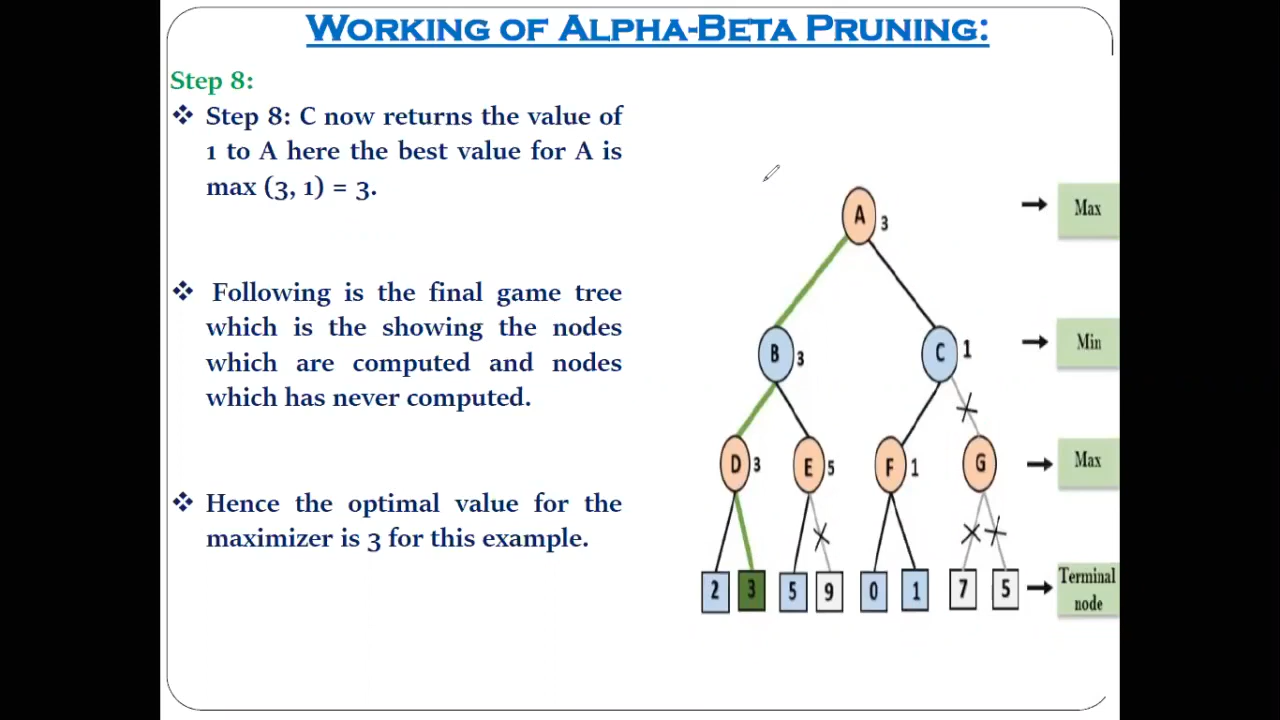 WORKING OF ALPHA-BETA PRUNING:
Step 8:
❖ Step 8: C now returns the value of
1 to A here the best value for A is
max (3, 1) = 3.
❖ Following is the final game tree
which is the showing the nodes
which are computed and nodes
which has never computed.
❖ Hence the optimal value for the
maximizer is 3 for this example.
A 3
Max
B 3
C 1
Min
D 3
E 5
F 1
G
Max
2 3 5 9 0 1 7 5
Terminal
node